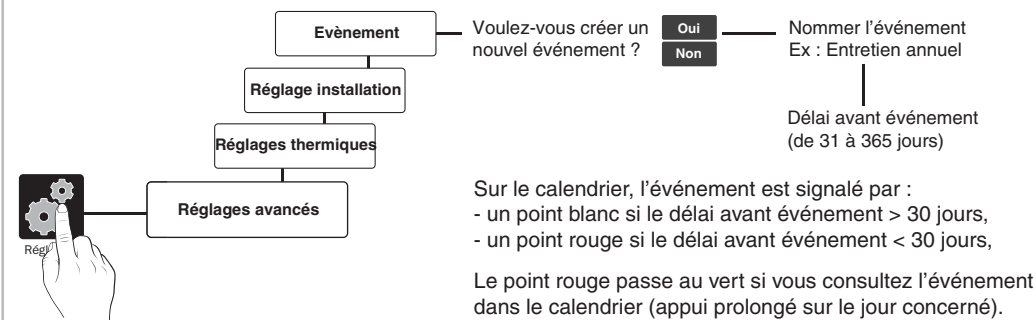 Evènement
Voulez-vous créer un
nouvel événement ?
Oui
Non
Nommer l’événement
Ex : Entretien annuel
Réglage installation
Délai avant événement
(de 31 à 365 jours)
Réglages thermiques
Réglages avancés
Sur le calendrier, l’événement est signalé par :
- un point blanc si le délai avant événement > 30 jours,
- un point rouge si le délai avant événement < 30 jours,
Le point rouge passe au vert si vous consultez l’événement
dans le calendrier (appui prolongé sur le jour concerné).